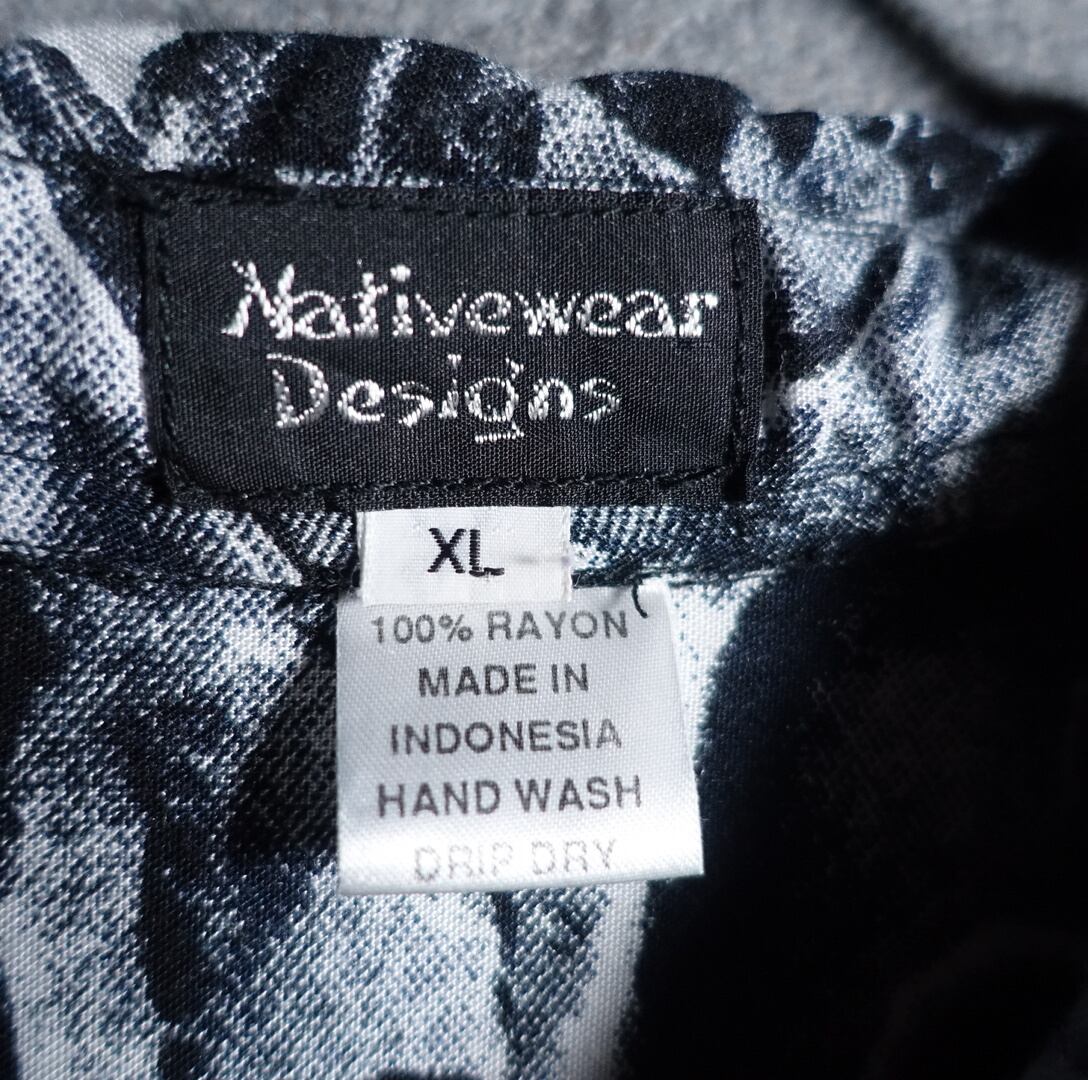 Nativewear
Designs
XL
100% RAYON
MADE IN
INDONESIA
HAND WASH
DRIP DRY